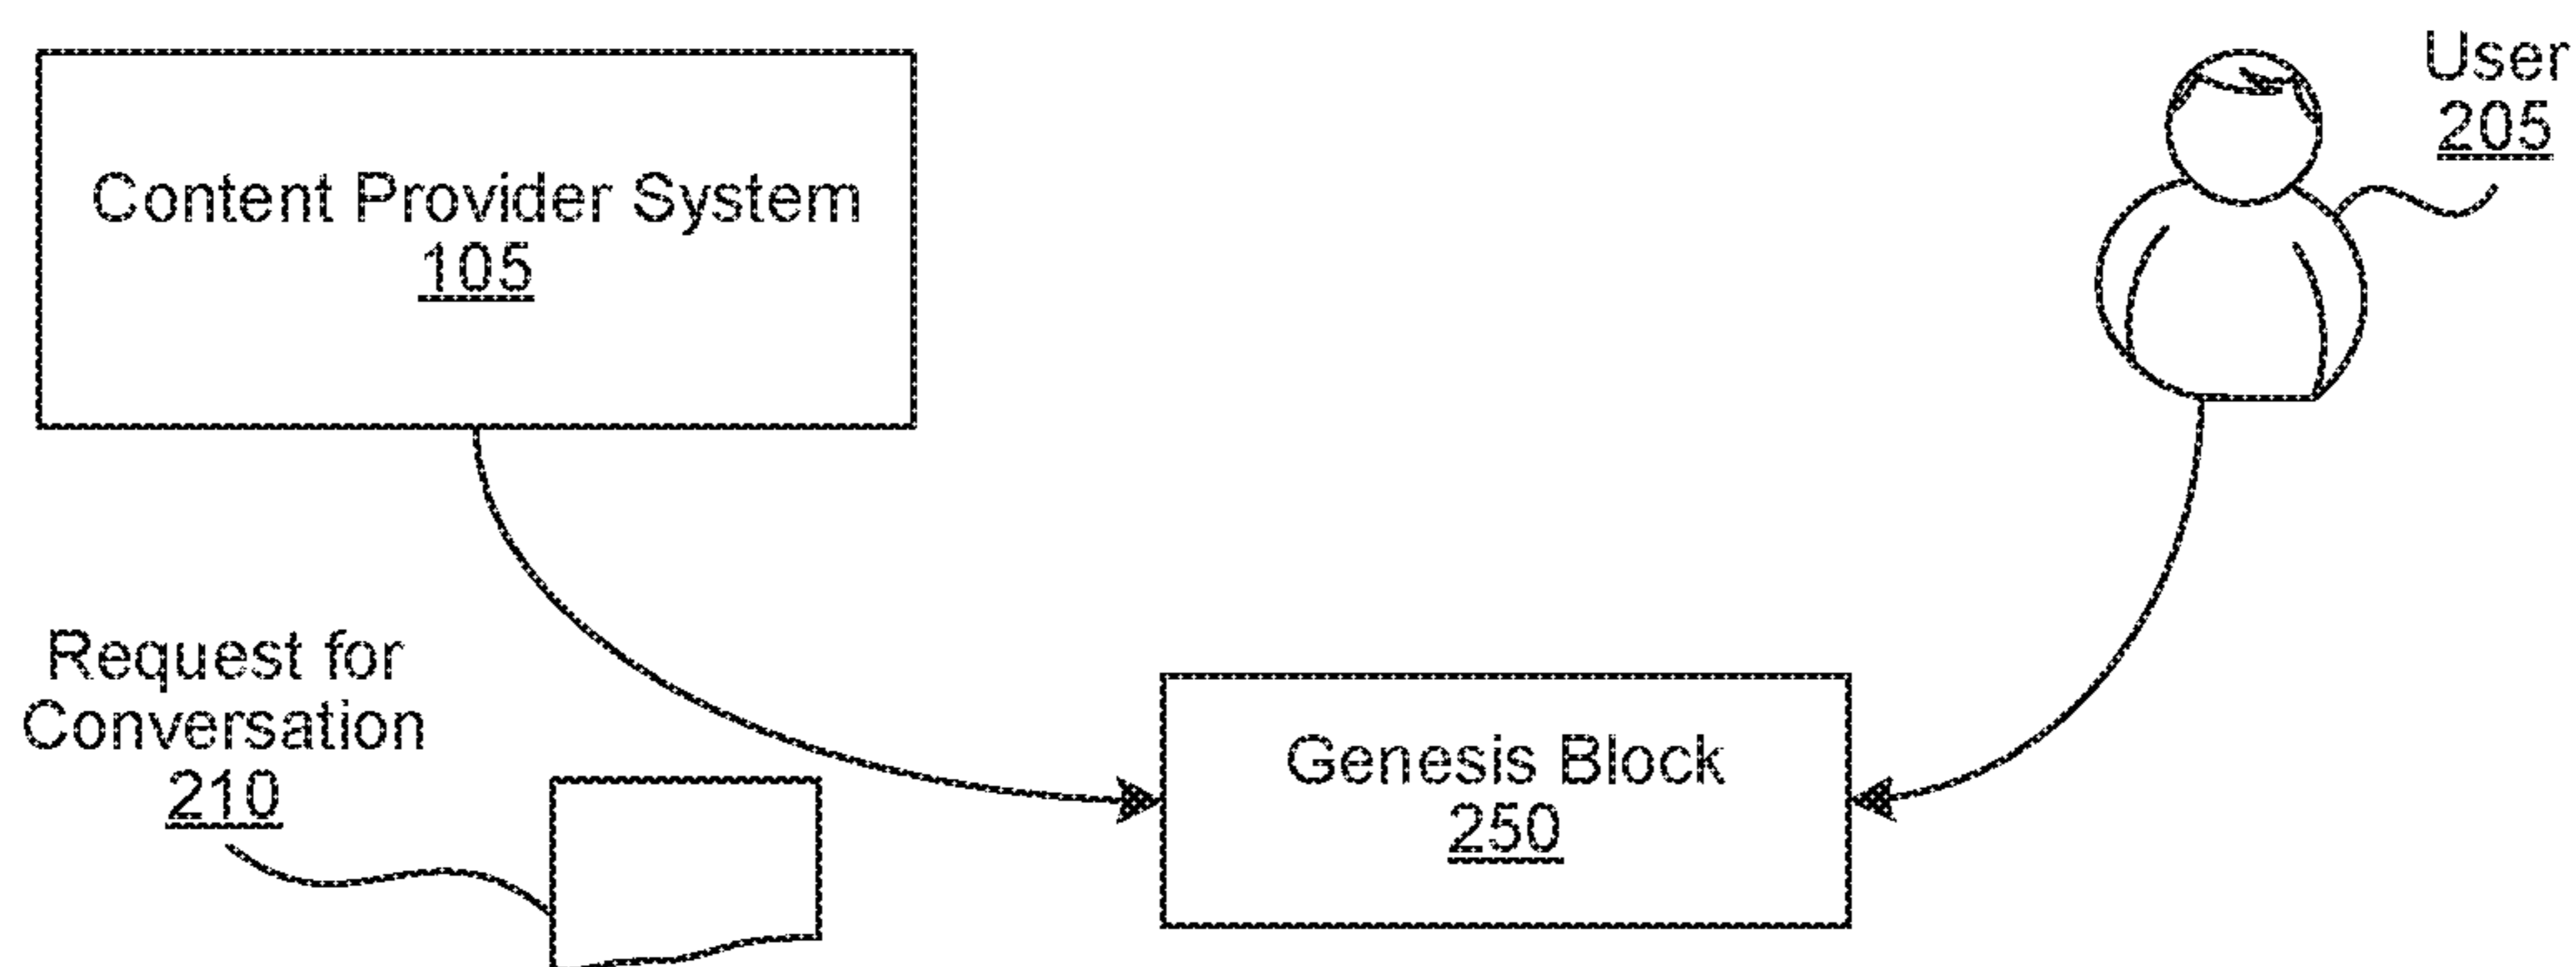 Content Provider System
105
User
205
Request for
Conversation
210
Genesis Block
250